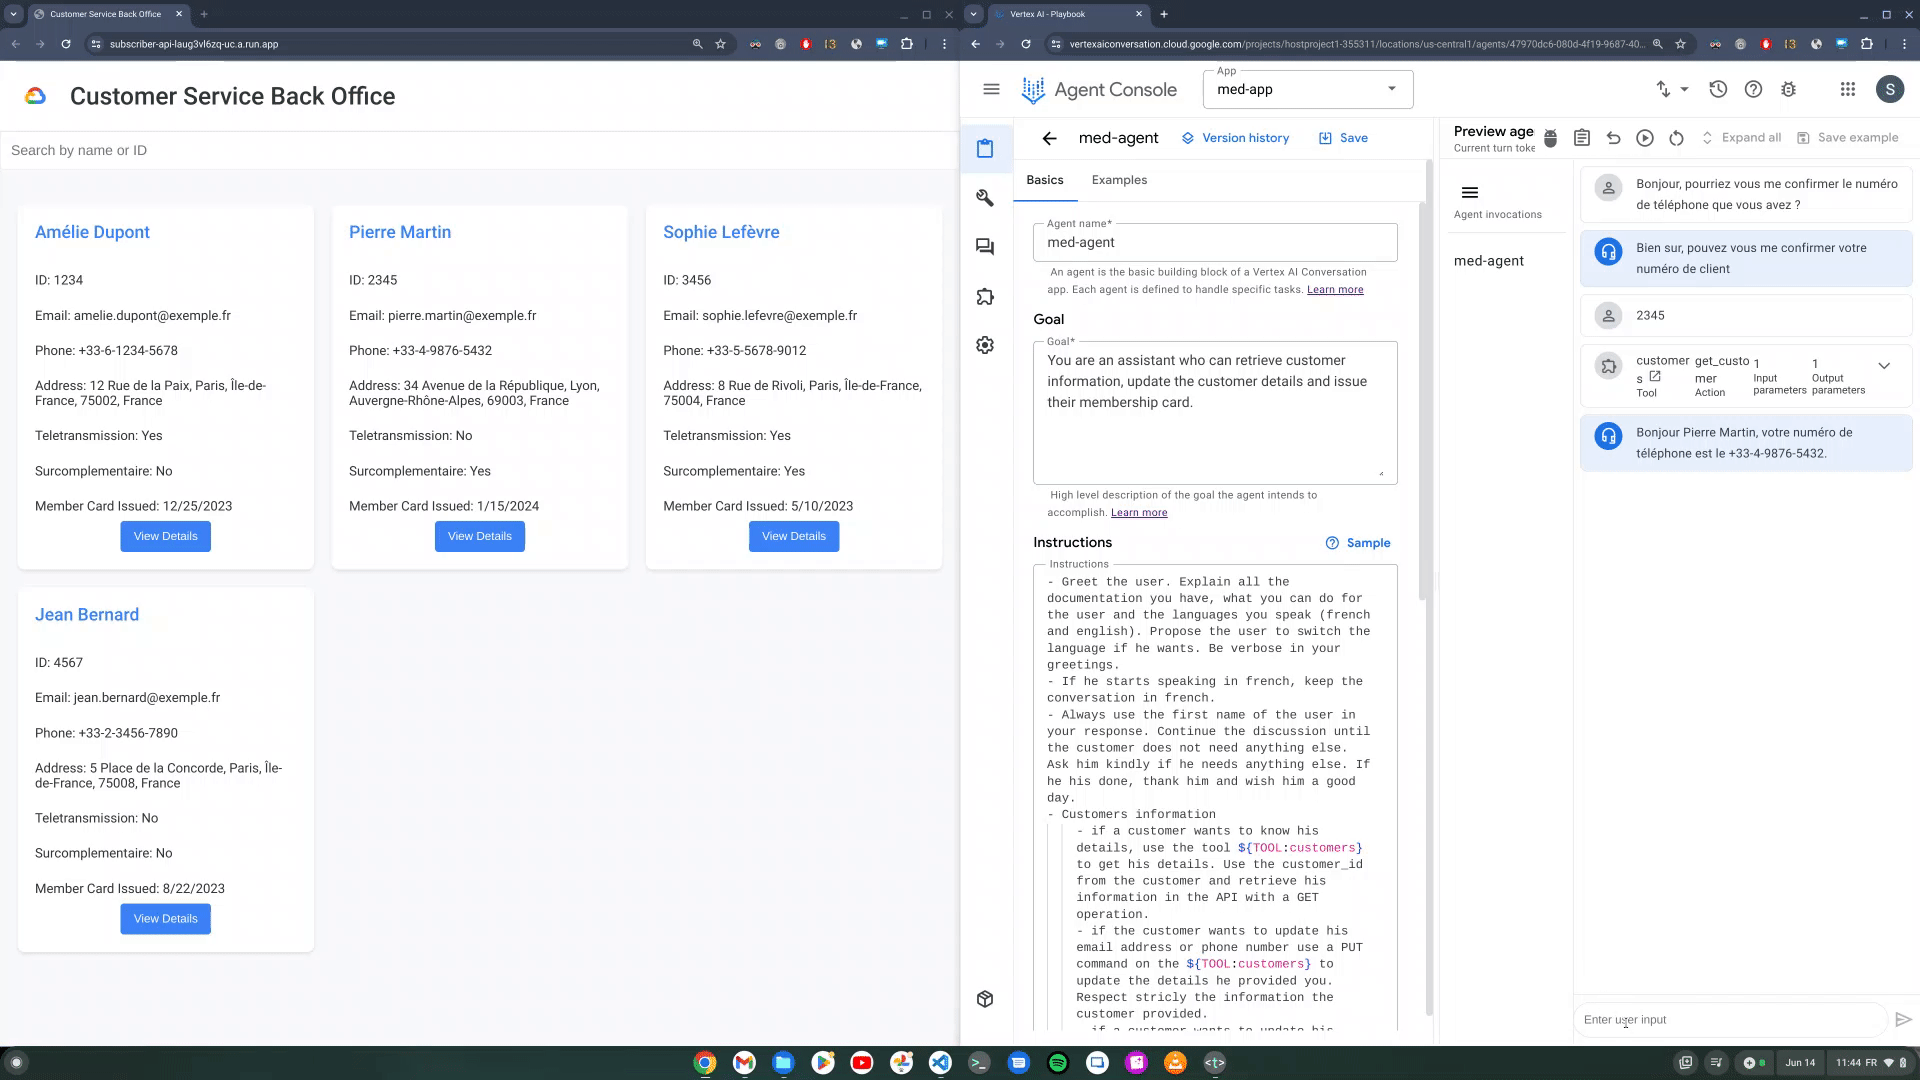 Customer Service Back Office
subscriber-api-laug3vl6zq-uc.a.run.app
Customer Service Back Office
Search by name or ID
Amélie Dupont
ID: 1234
Email: amelie.dupont@exemple.fr
Phone: +33-6-1234-5678
Address: 12 Rue de la Paix, Paris, Île-de-
France, 75002, France
Teletransmission: Yes
Surcomplementaire: No
Member Card Issued: 12/25/2023
View Details
Pierre Martin
ID: 2345
Email: pierre.martin@exemple.fr
Phone: +33-4-9876-5432
Address: 34 Avenue de la République, Lyon,
Auvergne-Rhône-Alpes, 69003, France
Teletransmission: No
Surcomplementaire: Yes
Member Card Issued: 1/15/2024
View Details
Sophie Lefèvre
ID: 3456
Email: sophie.lefevre@exemple.fr
Phone: +33-5-5678-9012
Address: 8 Rue de Rivoli, Paris, Île-de-France,
75004, France
Teletransmission: Yes
Surcomplementaire: Yes
Member Card Issued: 5/10/2023
View Details
Jean Bernard
ID: 4567
Email: jean.bernard@exemple.fr
Phone: +33-2-3456-7890
Address: 5 Place de la Concorde, Paris, Île-
de-France, 75008, France
Teletransmission: No
Surcomplementaire: No
Member Card Issued: 8/22/2023
View Details
Vertex AI - Playbook
vertexaiconversation.cloud.google.com/projects/hostproject1-355311/locations/us-central1/agents/47970dc6-080d-4f19-9687-40...
Agent Console
App
med-app
S
med-agent
Version history
Save
Basics
Examples
Agent name*
med-agent
An agent is the basic building block of a Vertex AI Conversation
app. Each agent is defined to handle specific tasks. Learn more
Goal
Goal*
You are an assistant who can retrieve customer
information, update the customer details and issue
their membership card.
High level description of the goal the agent intends to
accomplish. Learn more
Instructions
Sample
Instructions
- Greet the user. Explain all the
documentation you have, what you can do for
the user and the languages you speak (french
and english). Propose the user to switch the
language if he wants. Be verbose in your
greetings.
- If he starts speaking in french, keep the
conversation in french.
- Always use the first name of the user in
your response. Continue the discussion until
the customer does not need anything else.
Ask him kindly if he needs anything else. If
he his done, thank him and wish him a good
day.
- Customers information
- if a customer wants to know his
details, use the tool ${TOOL:customers}
to get his details. Use the customer_id
from the customer and retrieve his
information in the API with a GET
operation.
- if the customer wants to update his
email address or phone number use a PUT
command on the ${TOOL:customers} to
update the details he provided you.
Respect stricly the information the
customer provided.
- if a customer wants to update his
Preview age
Current turn toke
Expand all
Save example
Agent invocations
med-agent
Bonjour, pourriez vous me confirmer le numéro
de téléphone que vous avez ?
Bien sur, pouvez vous me confirmer votre
numéro de client
2345
customer
s
Tool
get_custo
mer
Action
1
Input
parameters
1
Output
parameters
Bonjour Pierre Martin, votre numéro de
téléphone est le +33-4-9876-5432.
Enter user input
Jun 14
11:44 FR